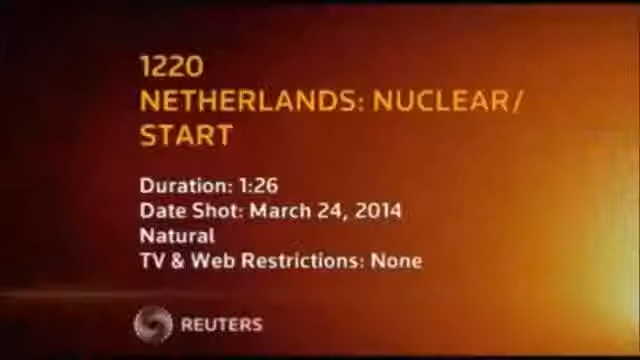 1220
NETHERLANDS: NUCLEAR/
START
Duration: 1:26
Date Shot: March 24, 2014
Natural
TV & Web Restrictions: None
REUTERS